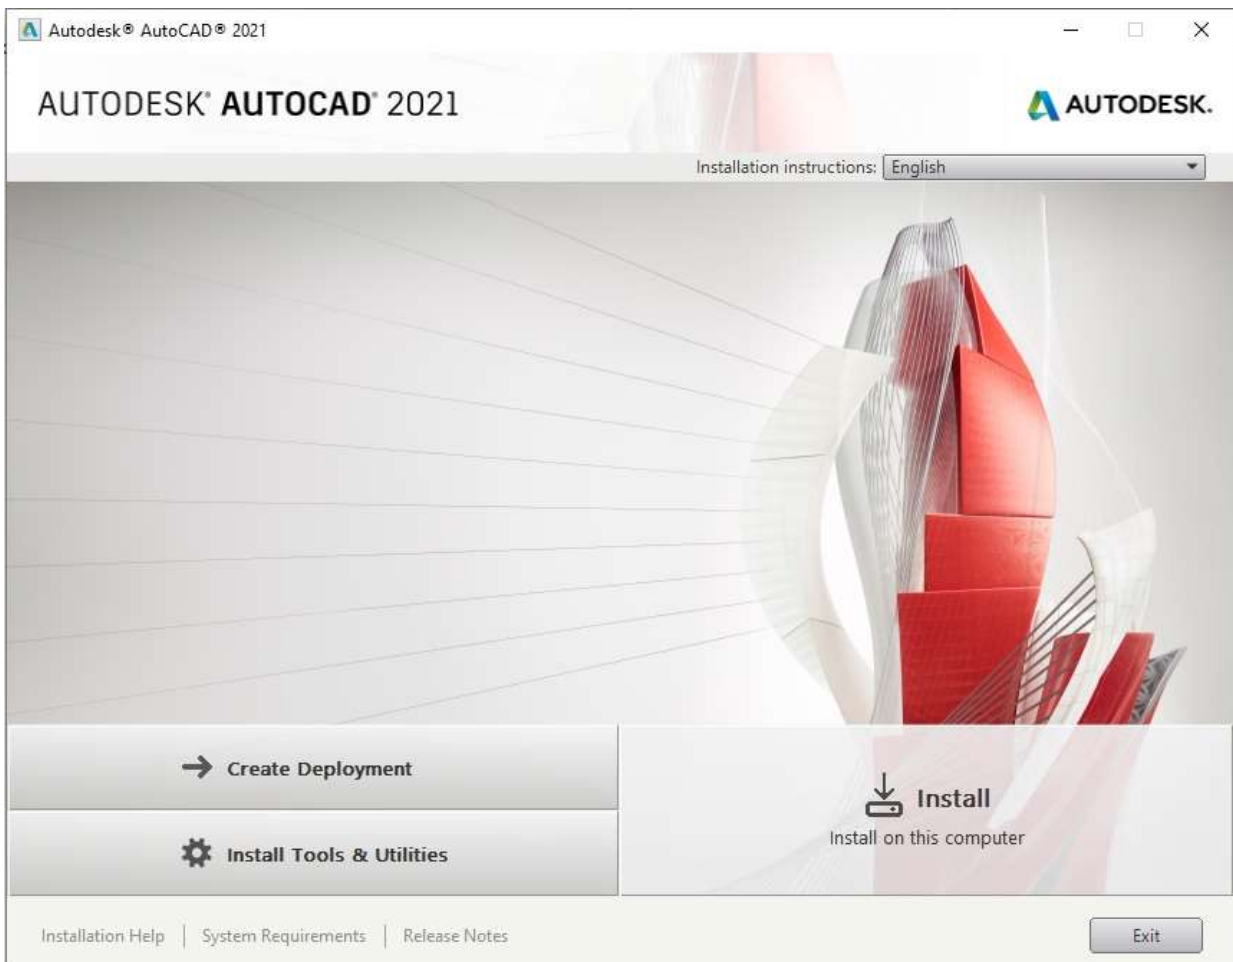 Autodesk® AutoCAD® 2021
AUTODESK® AUTOCAD® 2021
AUTODESK.
Installation instructions: English
Create Deployment
Install Tools & Utilities
Install
Install on this computer
Installation Help | System Requirements | Release Notes
Exit